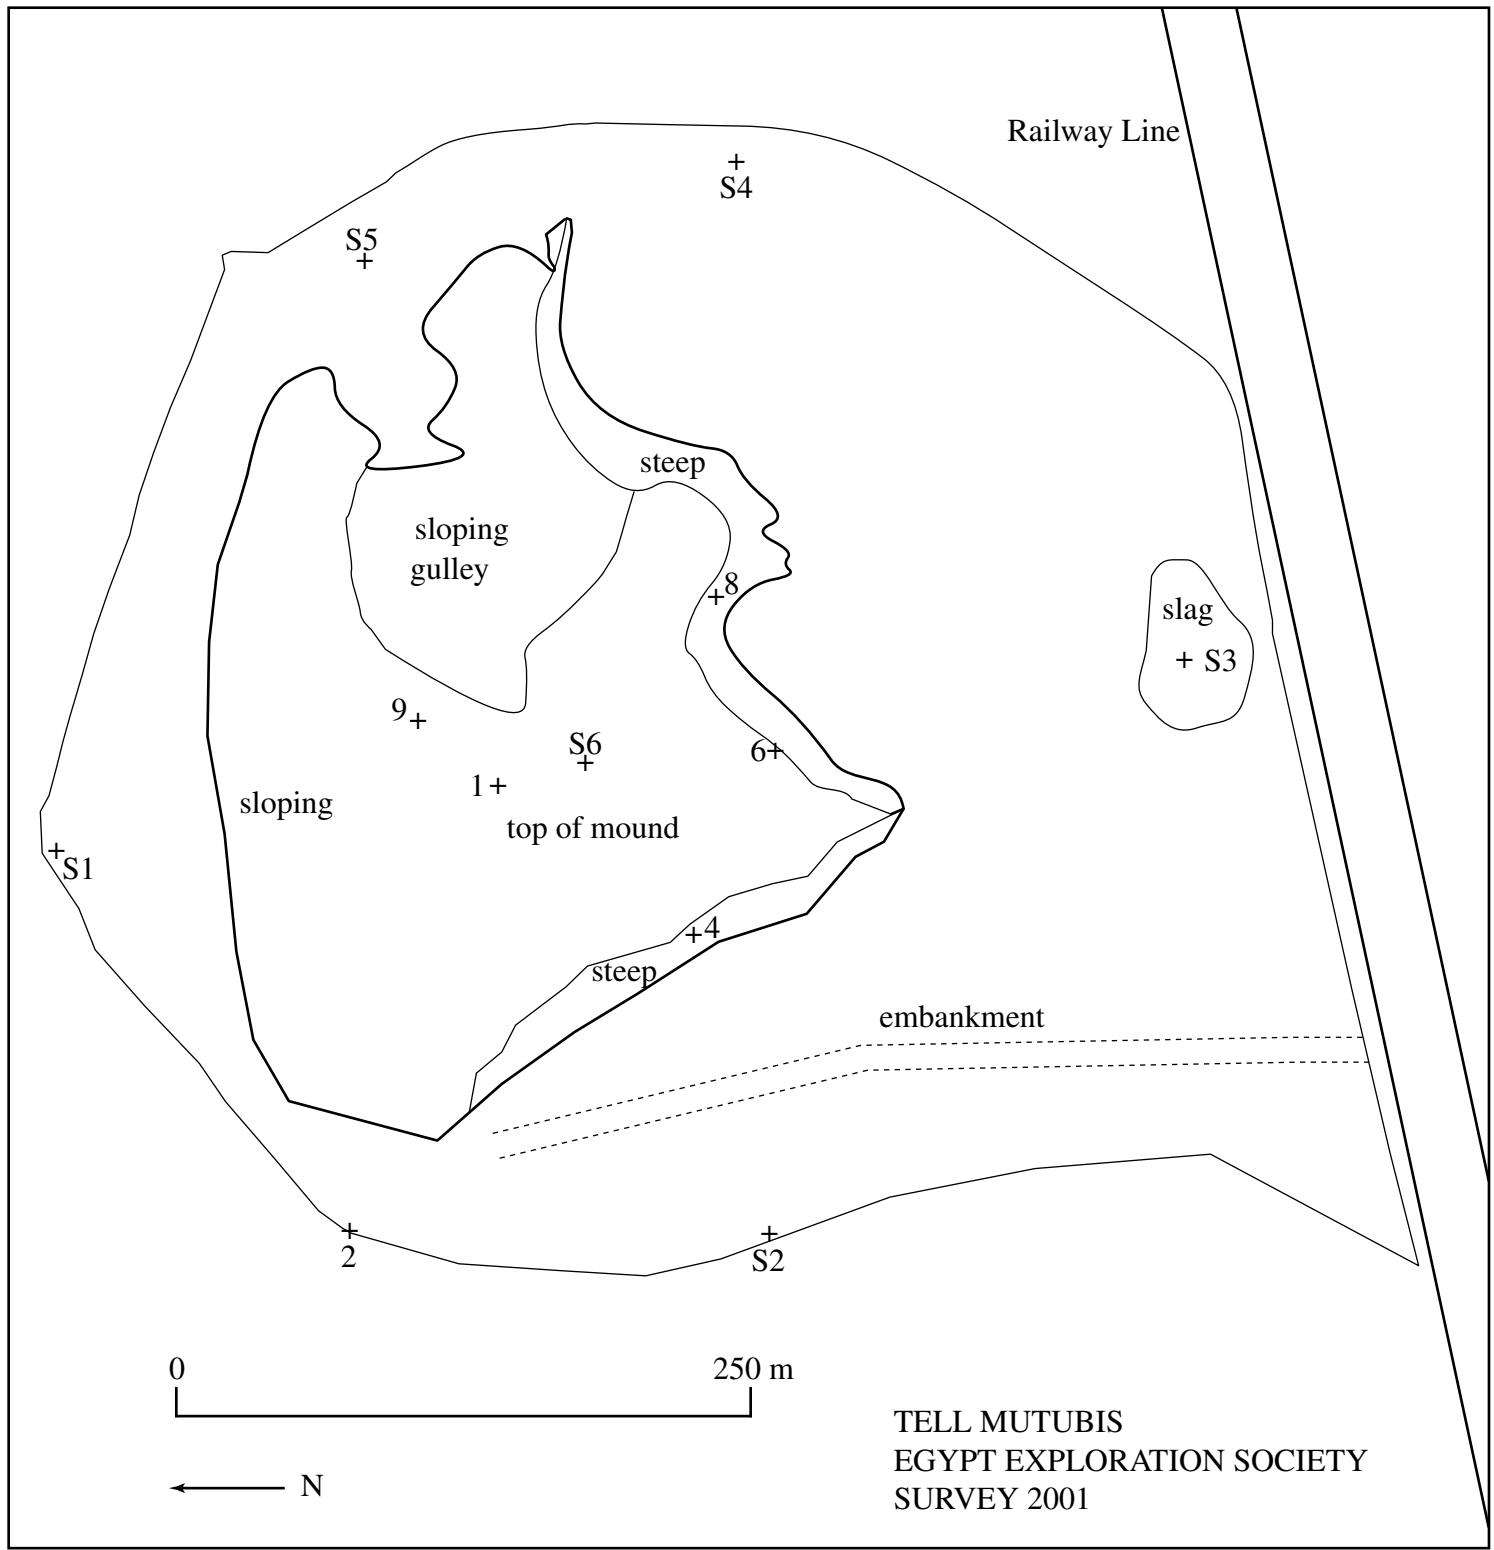 Railway Line
S4
S5
steep
sloping
gulley
8
slag
+ S3
9
S6
6
1
sloping
top of mound
S1
4
steep
embankment
2
S2
0
250 m
N
TELL MUTUBIS
EGYPT EXPLORATION SOCIETY
SURVEY 2001